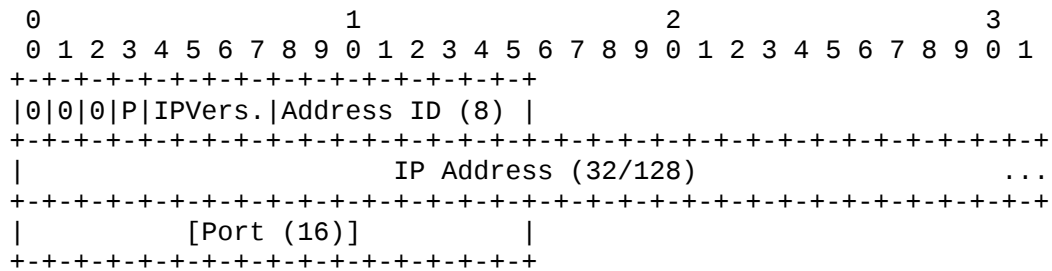 0                   1                   2                   3
 0 1 2 3 4 5 6 7 8 9 0 1 2 3 4 5 6 7 8 9 0 1 2 3 4 5 6 7 8 9 0 1
+-+-+-+-+-+-+-+-+-+-+-+-+-+-+-+-+
|0|0|0|P|IPVers.|Address ID (8) |
+-+-+-+-+-+-+-+-+-+-+-+-+-+-+-+-+-+-+-+-+-+-+-+-+-+-+-+-+-+-+-+-+
|                       IP Address (32/128)                   ...
+-+-+-+-+-+-+-+-+-+-+-+-+-+-+-+-+-+-+-+-+-+-+-+-+-+-+-+-+-+-+-+-+
|          [Port (16)]          |
+-+-+-+-+-+-+-+-+-+-+-+-+-+-+-+-+